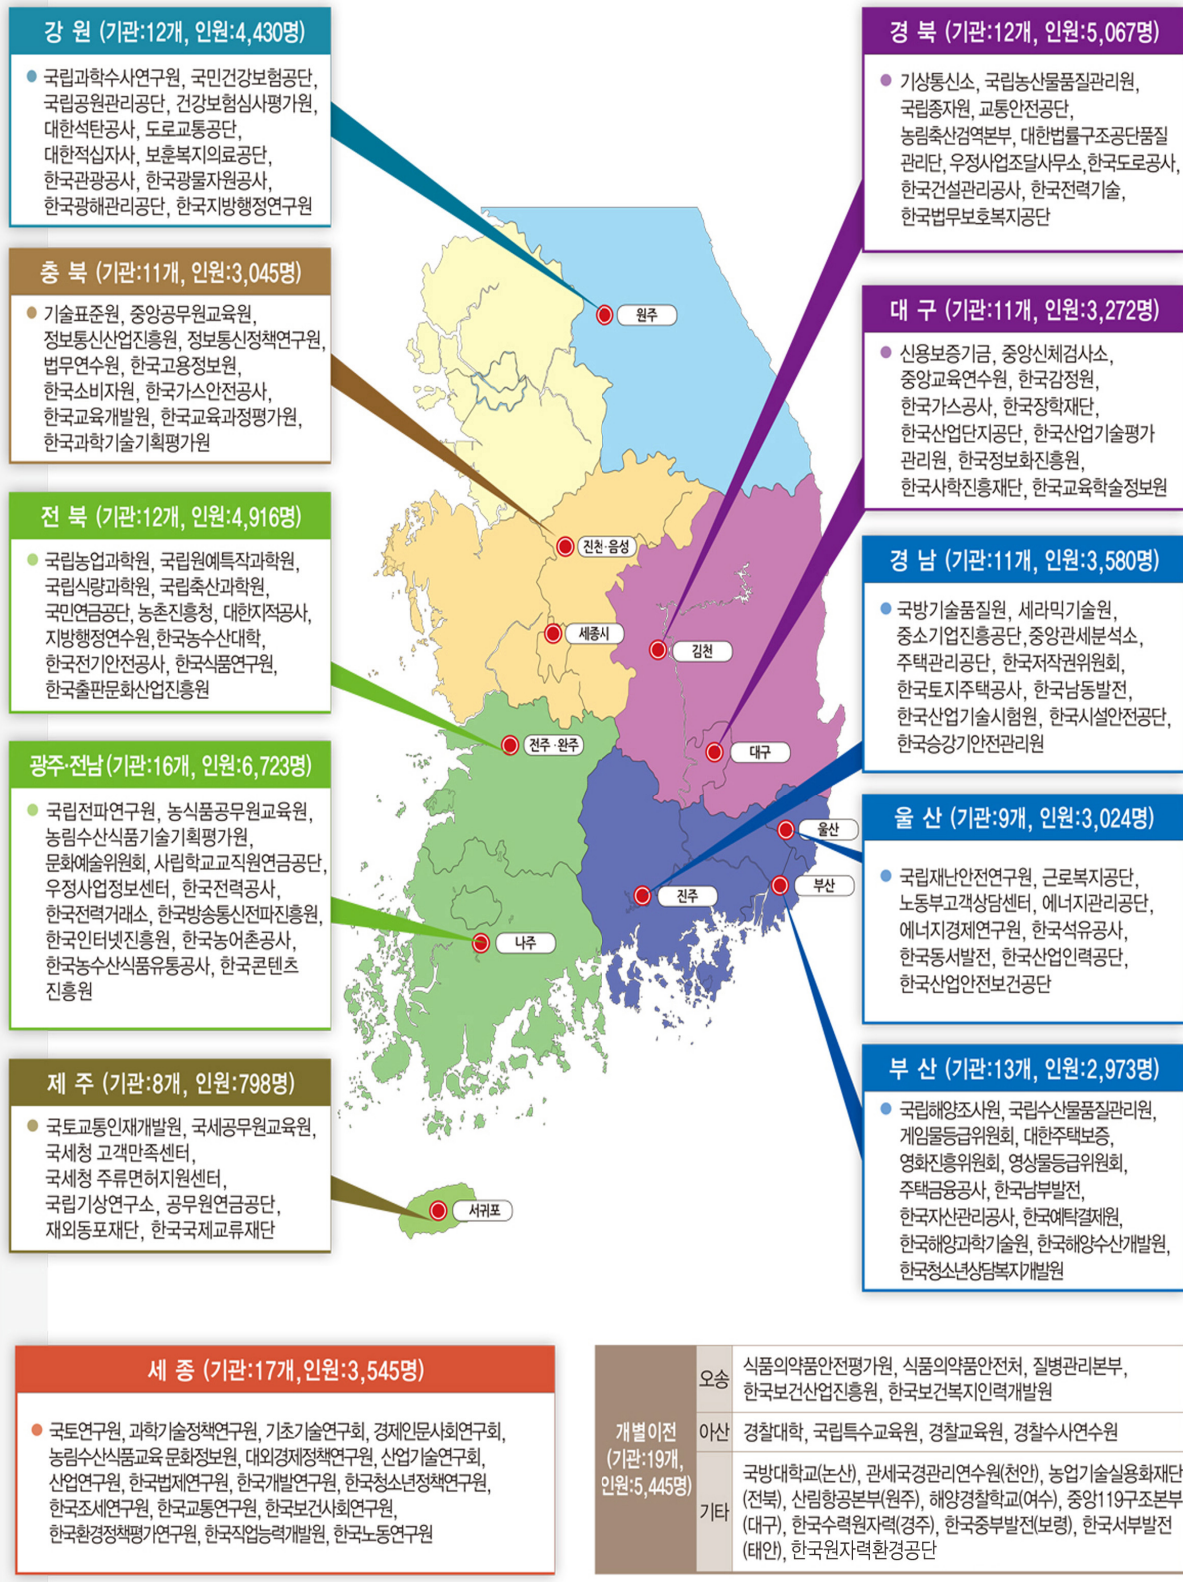 강 원 (기관:12개, 인원:4,430명)
국립과학수사연구원, 국민건강보험공단,
국립공원관리공단, 건강보험심사평가원,
대한석탄공사, 도로교통공단,
대한적십자사, 보훈복지의료공단,
한국관광공사, 한국광물자원공사,
한국광해관리공단, 한국지방행정연구원
충 북 (기관:11개, 인원:3,045명)
기술표준원, 중앙공무원교육원,
정보통신산업진흥원, 정보통신정책연구원,
법무연수원, 한국고용정보원,
한국소비자원, 한국가스안전공사,
한국교육개발원, 한국교육과정평가원,
한국과학기술기획평가원
전 북 (기관:12개, 인원:4,916명)
국립농업과학원, 국립원예특작과학원,
국립식량과학원, 국립축산과학원,
국민연금공단, 농촌진흥청, 대한지적공사,
지방행정연수원, 한국농수산대학,
한국전기안전공사, 한국식품연구원,
한국출판문화산업진흥원
광주·전남 (기관:16개, 인원:6,723명)
국립전파연구원, 농식품공무원교육원,
농림수산식품기술기획평가원,
문화예술위원회, 사립학교교직원연금공단,
우정사업정보센터, 한국전력공사,
한국전력거래소, 한국방송통신전파진흥원,
한국인터넷진흥원, 한국농어촌공사,
한국농수산식품유통공사, 한국콘텐츠
진흥원
제 주 (기관:8개, 인원:798명)
국토교통인재개발원, 국세공무원교육원,
국세청 고객만족센터,
국세청 주류면허지원센터,
국립기상연구소, 공무원연금공단,
재외동포재단, 한국국제교류재단
원주
진천·음성
세종시
김천
전주·완주
대구
울산
부산
진주
나주
서귀포
경 북 (기관:12개, 인원:5,067명)
기상통신소, 국립농산물품질관리원,
국립종자원, 교통안전공단,
농림축산검역본부, 대한법률구조공단품질
관리단, 우정사업조달사무소, 한국도로공사,
한국건설관리공사, 한국전력기술,
한국법무보호복지공단
대 구 (기관:11개, 인원:3,272명)
신용보증기금, 중앙신체검사소,
중앙교육연수원, 한국감정원,
한국가스공사, 한국장학재단,
한국산업단지공단, 한국산업기술평가
관리원, 한국정보화진흥원,
한국사학진흥재단, 한국교육학술정보원
경 남 (기관:11개, 인원:3,580명)
국방기술품질원, 세라믹기술원,
중소기업진흥공단, 중앙관세분석소,
주택관리공단, 한국저작권위원회,
한국토지주택공사, 한국남동발전,
한국산업기술시험원, 한국시설안전공단,
한국승강기안전관리원
울 산 (기관:9개, 인원:3,024명)
국립재난안전연구원, 근로복지공단,
노동부고객상담센터, 에너지관리공단,
에너지경제연구원, 한국석유공사,
한국동서발전, 한국산업인력공단,
한국산업안전보건공단
부 산 (기관:13개, 인원:2,973명)
국립해양조사원, 국립수산물품질관리원,
게임물등급위원회, 대한주택보증,
영화진흥위원회, 영상물등급위원회,
주택금융공사, 한국남부발전,
한국자산관리공사, 한국예탁결제원,
한국해양과학기술원, 한국해양수산개발원,
한국청소년상담복지개발원
세 종 (기관:17개,인원:3,545명)
국토연구원, 과학기술정책연구원, 기초기술연구회, 경제인문사회연구회,
농림수산식품교육 문화정보원, 대외경제정책연구원, 산업기술연구회,
산업연구원, 한국법제연구원, 한국개발연구원, 한국청소년정책연구원,
한국조세연구원, 한국교통연구원, 한국보건사회연구원,
한국환경정책평가연구원, 한국직업능력개발원, 한국노동연구원
개별이전
(기관:19개,
인원:5,445명)
오송
식품의약품안전평가원, 식품의약품안전처, 질병관리본부,
한국보건산업진흥원, 한국보건복지인력개발원
아산
경찰대학, 국립특수교육원, 경찰교육원, 경찰수사연수원
기타
국방대학교(논산), 관세국경관리연수원(천안), 농업기술실용화재단
(전북), 산림항공본부(원주), 해양경찰학교(여수), 중앙119구조본부
(대구), 한국수력원자력(경주), 한국중부발전(보령), 한국서부발전
(태안), 한국원자력환경공단